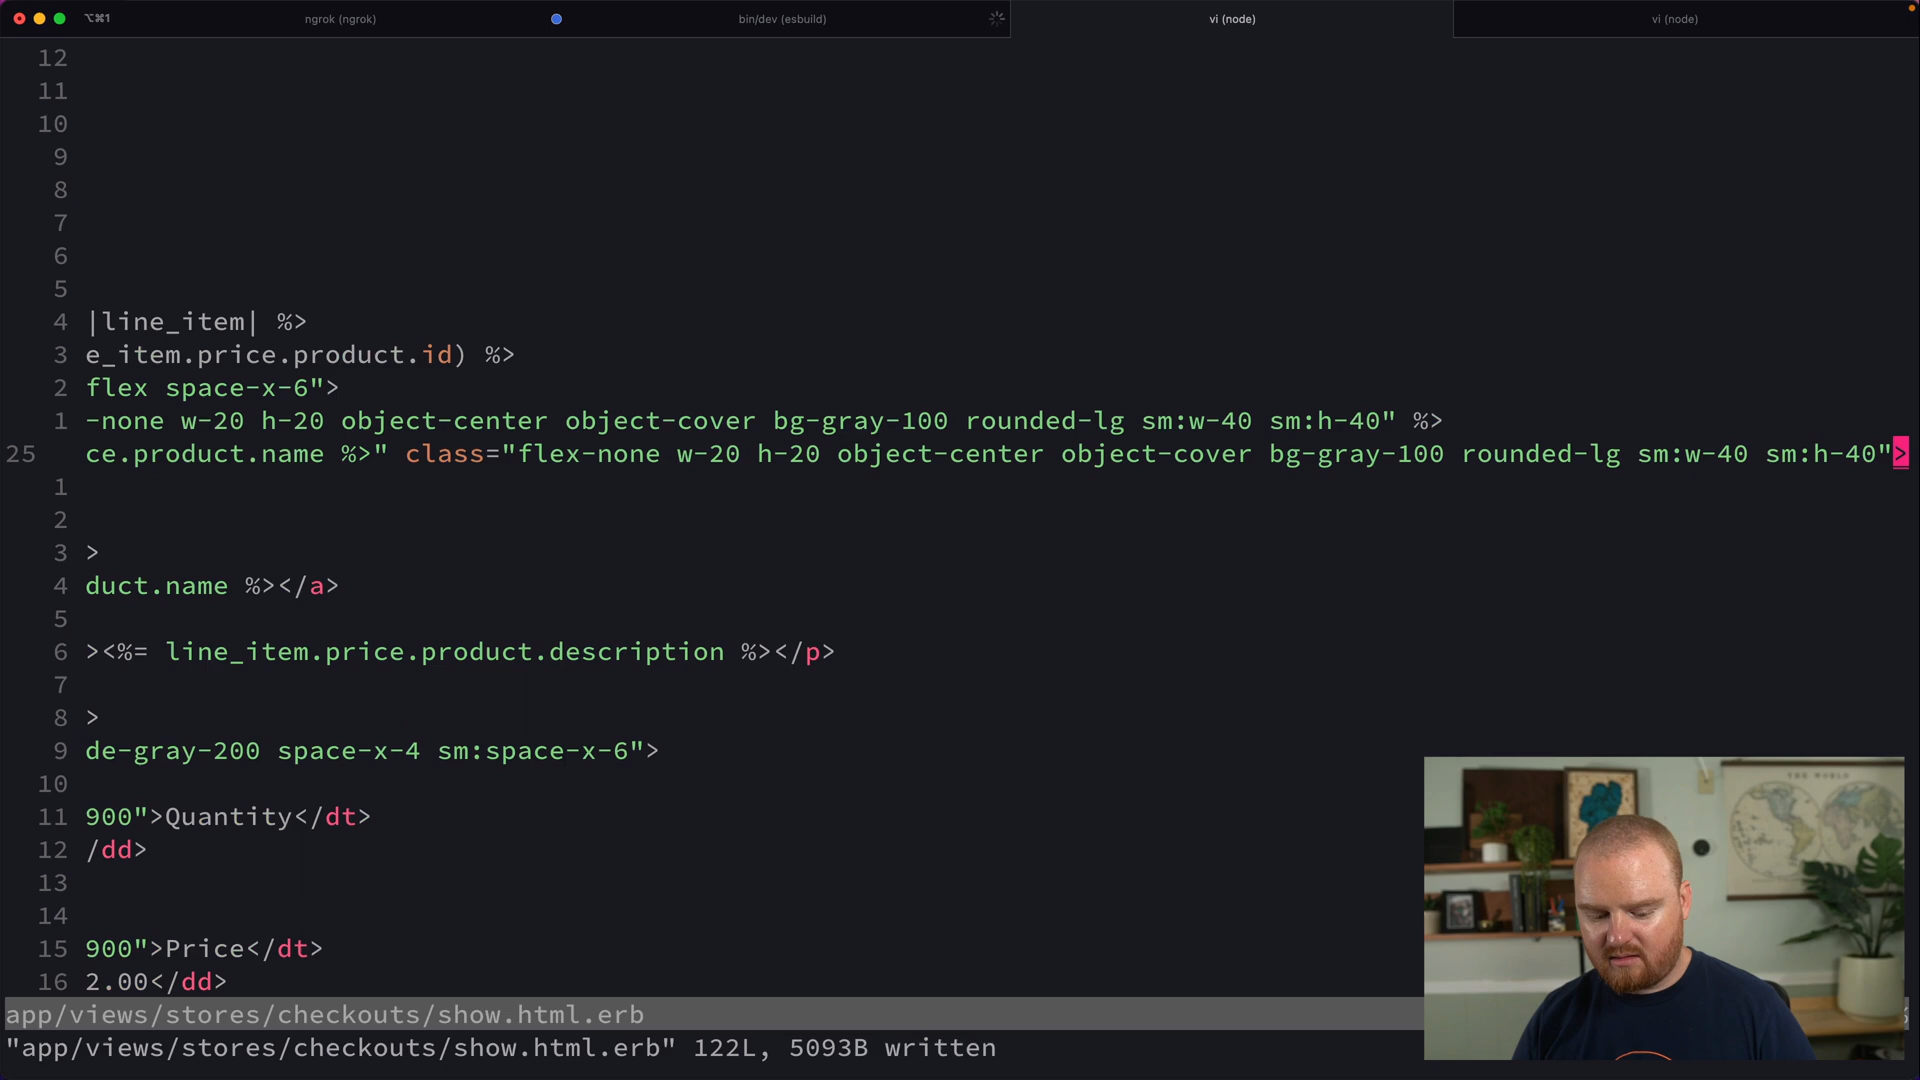 ⌥⌘1 ngrok (ngrok) bin/dev (esbuild) vi (node) vi (node)
12
11
10
9
8
7
6
5
4 |line_item| %>
3 e_item.price.product.id) %>
2 flex space-x-6">
1 -none w-20 h-20 object-center object-cover bg-gray-100 rounded-lg sm:w-40 sm:h-40" %>
25 ce.product.name %>" class="flex-none w-20 h-20 object-center object-cover bg-gray-100 rounded-lg sm:w-40 sm:h-40">
1
2
3 >
4 duct.name %></a>
5
6 ><%= line_item.price.product.description %></p>
7
8 >
9 de-gray-200 space-x-4 sm:space-x-6">
10
11 900">Quantity</dt>
12 /dd>
13
14
15 900">Price</dt>
16 2.00</dd>
app/views/stores/checkouts/show.html.erb
"app/views/stores/checkouts/show.html.erb" 122L, 5093B written
THE WORLD